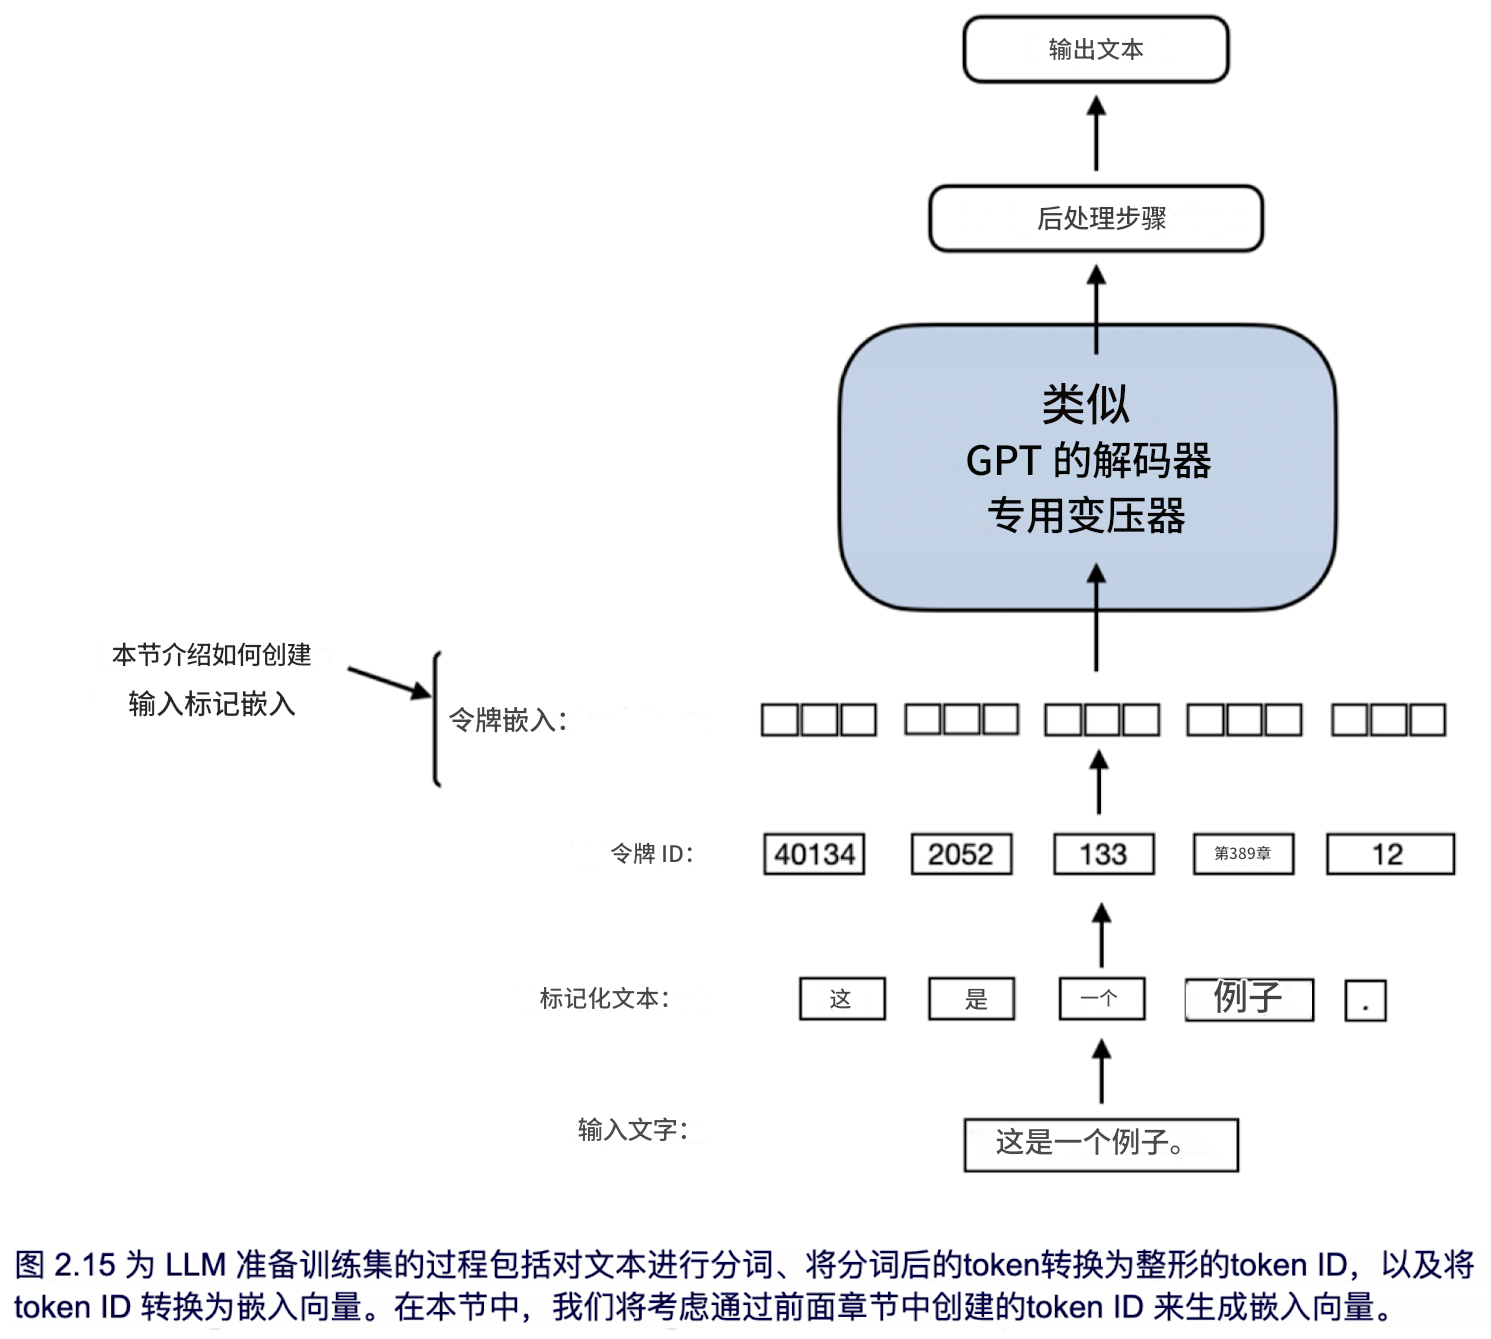 输出文本
后处理步骤
类似
GPT 的解码器
专用变压器
本节介绍如何创建
输入标记嵌入
令牌嵌入：
令牌 ID： 40134 2052 133 第389章 12
标记化文本： 这 是 一个 例子 .
输入文字： 这是一个例子。
图 2.15 为 LLM 准备训练集的过程包括对文本进行分词、将分词后的token转换为整形的token ID，以及将
token ID 转换为嵌入向量。在本节中，我们将考虑通过前面章节中创建的token ID 来生成嵌入向量。